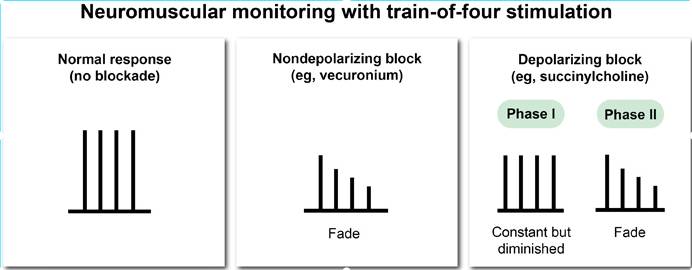 Neuromuscular monitoring with train-of-four stimulation
Normal response
(no blockade)
Nondepolarizing block
(eg, vecuronium)
Fade
Depolarizing block
(eg, succinylcholine)
Phase I
Phase II
Constant but
diminished
Fade